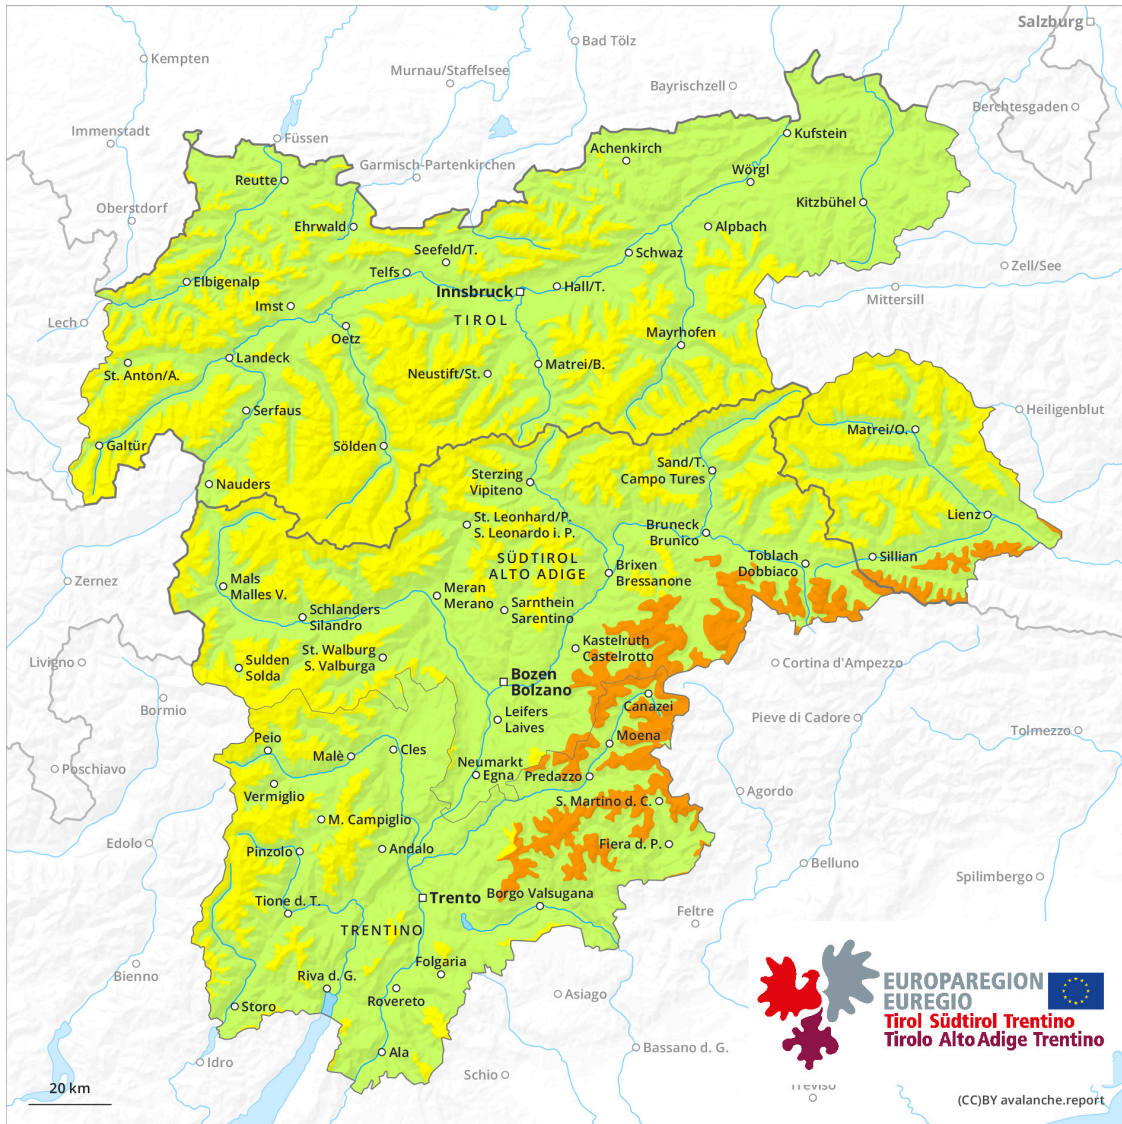 Salzburg
Bad Tölz
Kempten
Murnau/Staffelsee
Bayrischzell
Berchtesgaden
Immenstadt
Füssen
Kufstein
Achenkirch
Garmisch-Partenkirchen
Wörgl
Reutte
Oberstdorf
Kitzbühel
Ehrwald
Alpbach
Seefeld/T.
Schwaz
Zell/See
Telfs
Elbigenalp
Hall/T.
Innsbruck
Mittersill
Imst
TIROL
Lech
Oetz
Mayrhofen
Landeck
Matrei/B.
St. Anton/A.
Neustift/St.
Serfaus
Heiligenblut
Matrei/O.
Galtür
Sölden
Sand/T.
Campo Tures
Sterzing
Vipiteno
Nauders
Lienz
St. Leonhard/P.
S. Leonardo i. P.
Bruneck
Brunico
SÜDTIROL
ALTO ADIGE
Toblach
Dobbiaco
Sillian
Brixen
Bressanone
Zernez
Mals
Malles V.
Meran
Merano
Sarnthein
Sarentino
Schlanders
Silandro
Kastelruth
Castelrotto
St. Walburg
S. Valburga
Livigno
Sulden
Solda
Cortina d'Ampezzo
Bozen
Bolzano
Canazei
Bormio
Leifers
Laives
Pieve di Cadore
Tolmezzo
Peio
Moena
Malè
Cles
Neumarkt
Egna
Predazzo
Poschiavo
Vermiglio
Agordo
S. Martino d. C.
M. Campiglio
Edolo
Pinzolo
Andalo
Fiera d. P.
Belluno
Spilimbergo
Trento
Borgo Valsugana
Tione d. T.
Feltre
TRENTINO
Folgaria
Bienno
Riva d. G.
Rovereto
Asiago
Storo
EUROPAREGION
EUREGIO
Tirol Südtirol Trentino
Tirolo Alto Adige Trentino
Ala
Bassano d. G.
Idro
Schio
20 km
Treviso
(CC)BY avalanche.report